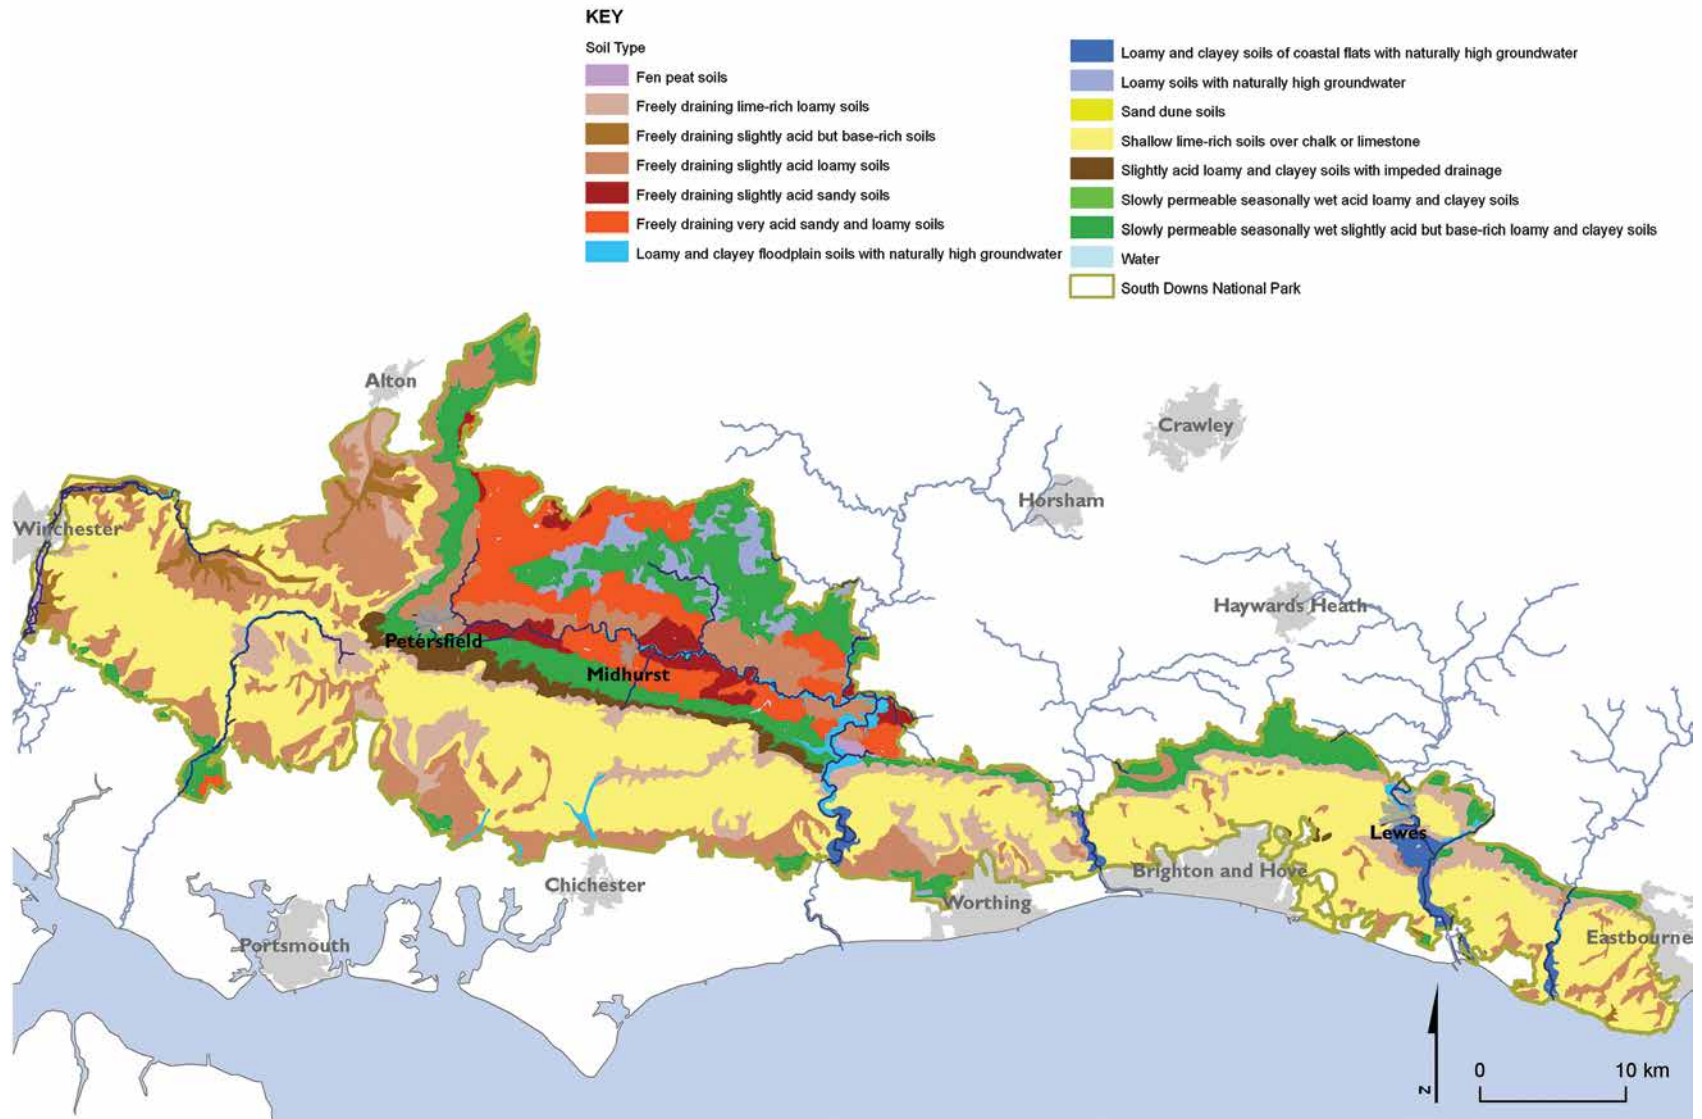 KEY
Soil Type
Fen peat soils
Freely draining lime-rich loamy soils
Freely draining slightly acid but base-rich soils
Freely draining slightly acid loamy soils
Freely draining slightly acid sandy soils
Freely draining very acid sandy and loamy soils
Loamy and clayey floodplain soils with naturally high groundwater
Loamy and clayey soils of coastal flats with naturally high groundwater
Loamy soils with naturally high groundwater
Sand dune soils
Shallow lime-rich soils over chalk or limestone
Slightly acid loamy and clayey soils with impeded drainage
Slowly permeable seasonally wet acid loamy and clayey soils
Slowly permeable seasonally wet slightly acid but base-rich loamy and clayey soils
Water
South Downs National Park
Alton
Crawley
Horsham
Winchester
Haywards Heath
Petersfield
Midhurst
Lewes
Brighton and Hove
Chichester
Worthing
Portsmouth
Eastbourne
N
0 10 km